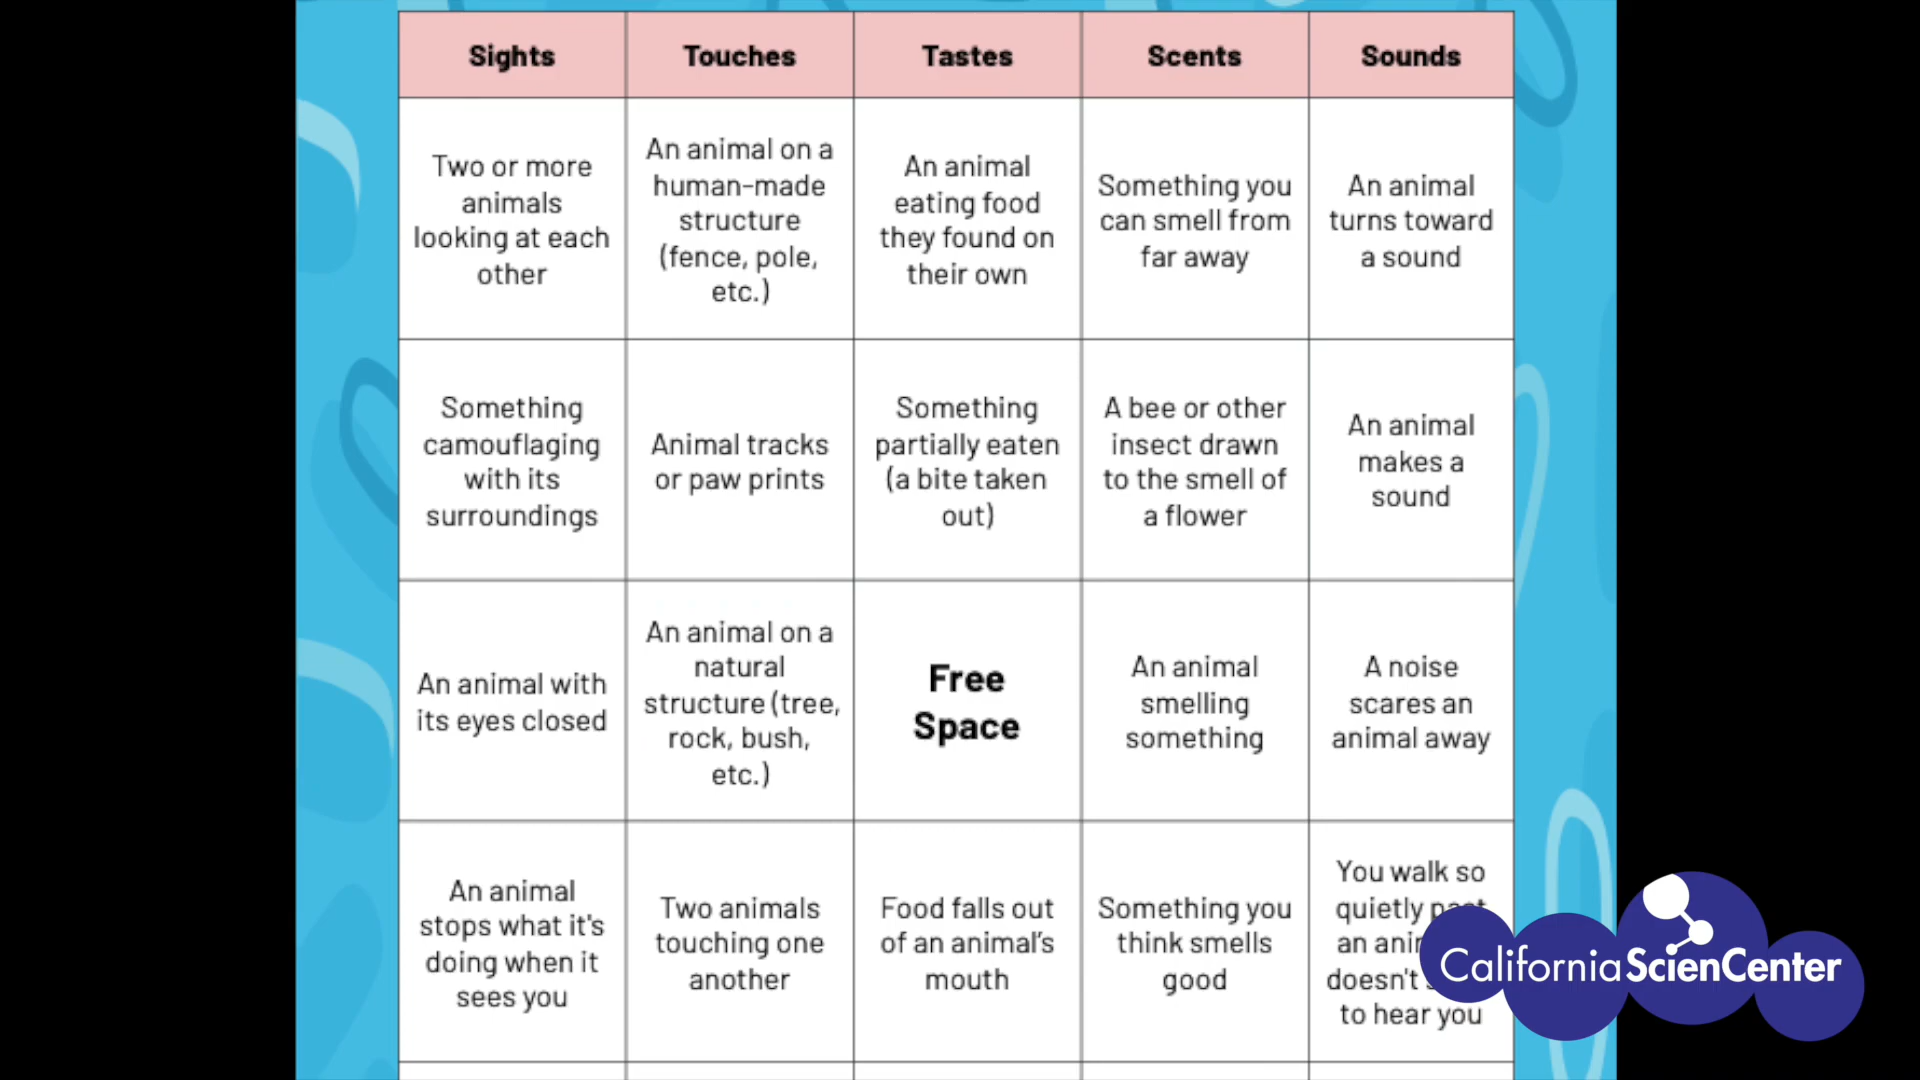 Sights
Touches
Tastes
Scents
Sounds
Two or more
animals
looking at each
other
An animal on a
human-made
structure
(fence, pole,
etc.)
An animal
eating food
they found on
their own
Something you
can smell from
far away
An animal
turns toward
a sound
Something
camouflaging
with its
surroundings
Animal tracks
or paw prints
Something
partially eaten
(a bite taken
out)
A bee or other
insect drawn
to the smell of
a flower
An animal
makes a
sound
An animal with
its eyes closed
An animal on a
natural
structure (tree,
rock, bush,
etc.)
Free
Space
An animal
smelling
something
A noise
scares an
animal away
An animal
stops what it's
doing when it
sees you
Two animals
touching one
another
Food falls out
of an animal's
mouth
Something you
think smells
good
You walk so
quietly
an
doesn't
to hear you
California ScienCenter